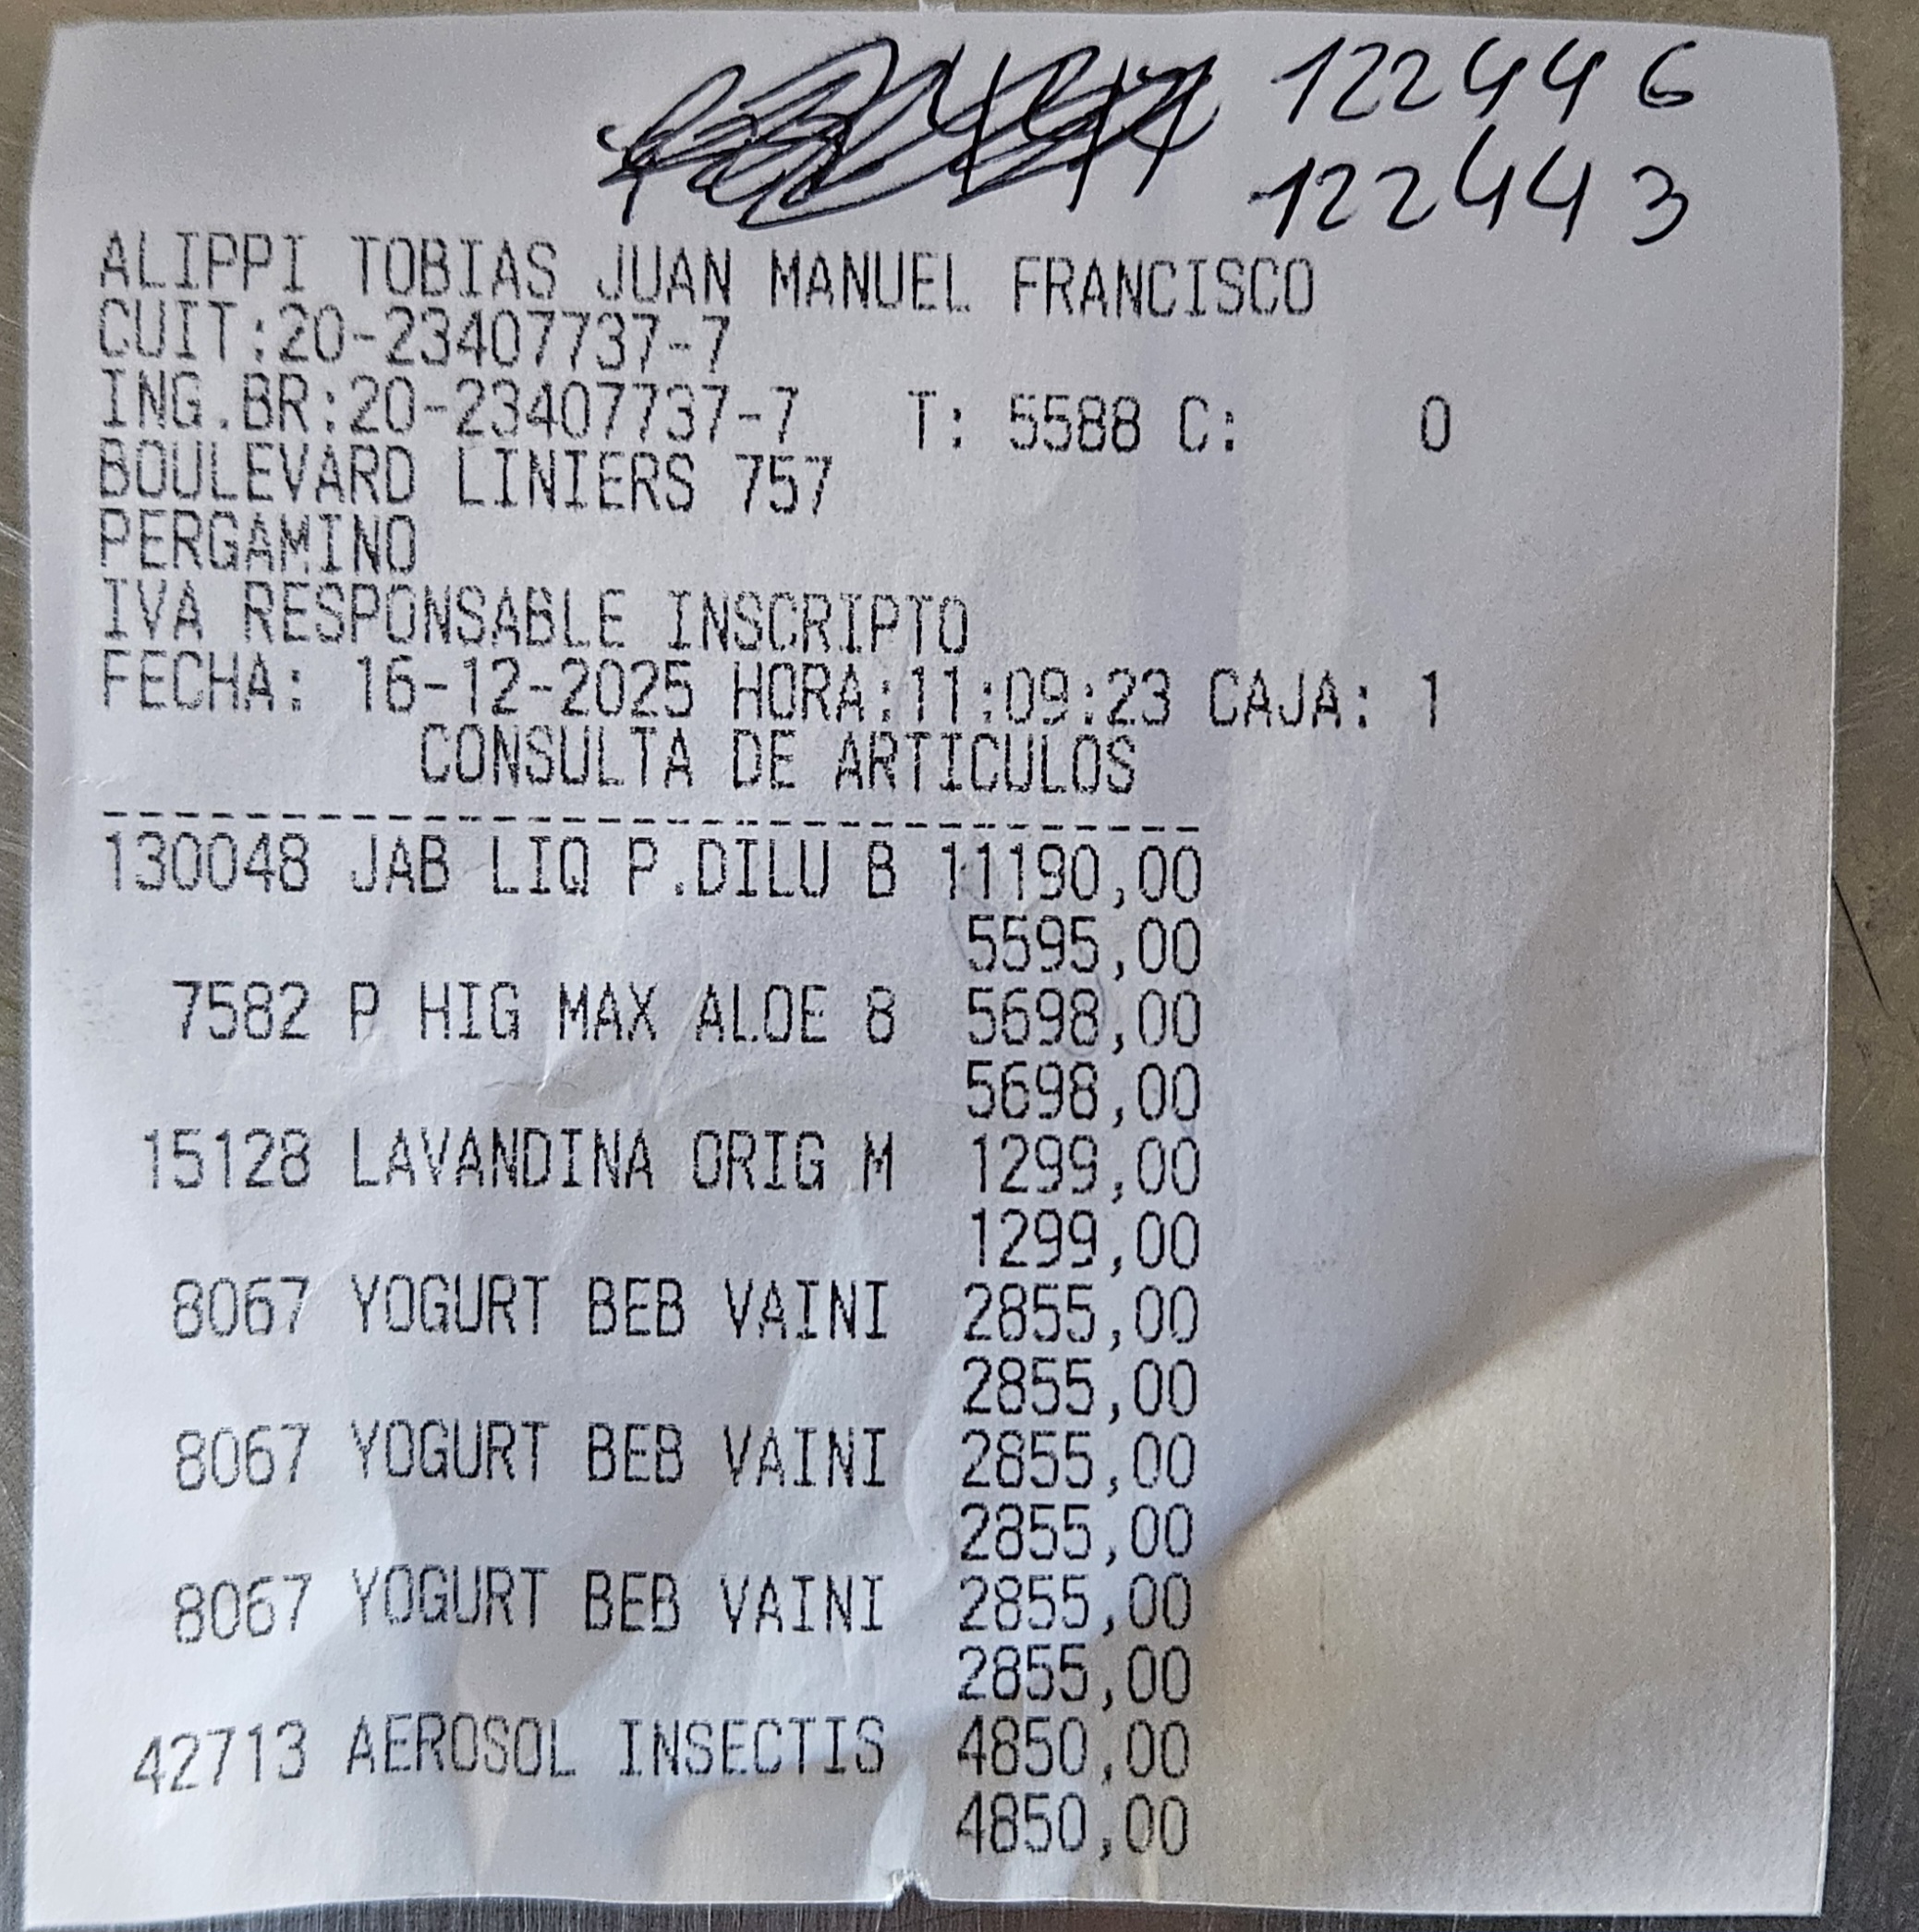 122446
122443
ALIPPI TOBIAS JUAN MANUEL FRANCISCO
CUIT:20-23407737-7
ING.BR:20-23407737-7 T: 5588 C: 0
BOULEVARD LINIERS 757
PERGAMINO
IVA RESPONSABLE INSCRIPTO
FECHA: 16-12-2025 HORA:11:09:23 CAJA: 1
CONSULTA DE ARTICULOS
--------------------------------
130048 JAB LIQ P.DILU B 11190,00
5595,00
7582 P HIG MAX ALOE 8 5698,00
5698,00
15128 LAVANDINA ORIG M 1299,00
1299,00
8067 YOGURT BEB VAINI 2855,00
2855,00
8067 YOGURT BEB VAINI 2855,00
2855,00
8067 YOGURT BEB VAINI 2855,00
2855,00
42713 AEROSOL INSECTIS 4850,00
4850,00